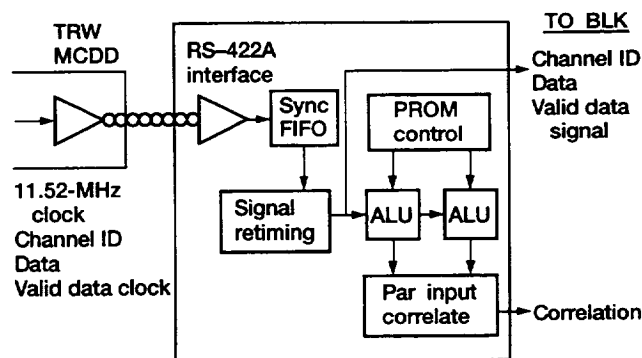 TRW
MCDD
11.52-MHz
clock
Channel ID
Data
Valid data clock
RS–422A
interface
Sync
FIFO
Signal
retiming
PROM
control
ALU
ALU
Par input
correlate
TO BLK
Channel ID
Data
Valid data
signal
Correlation